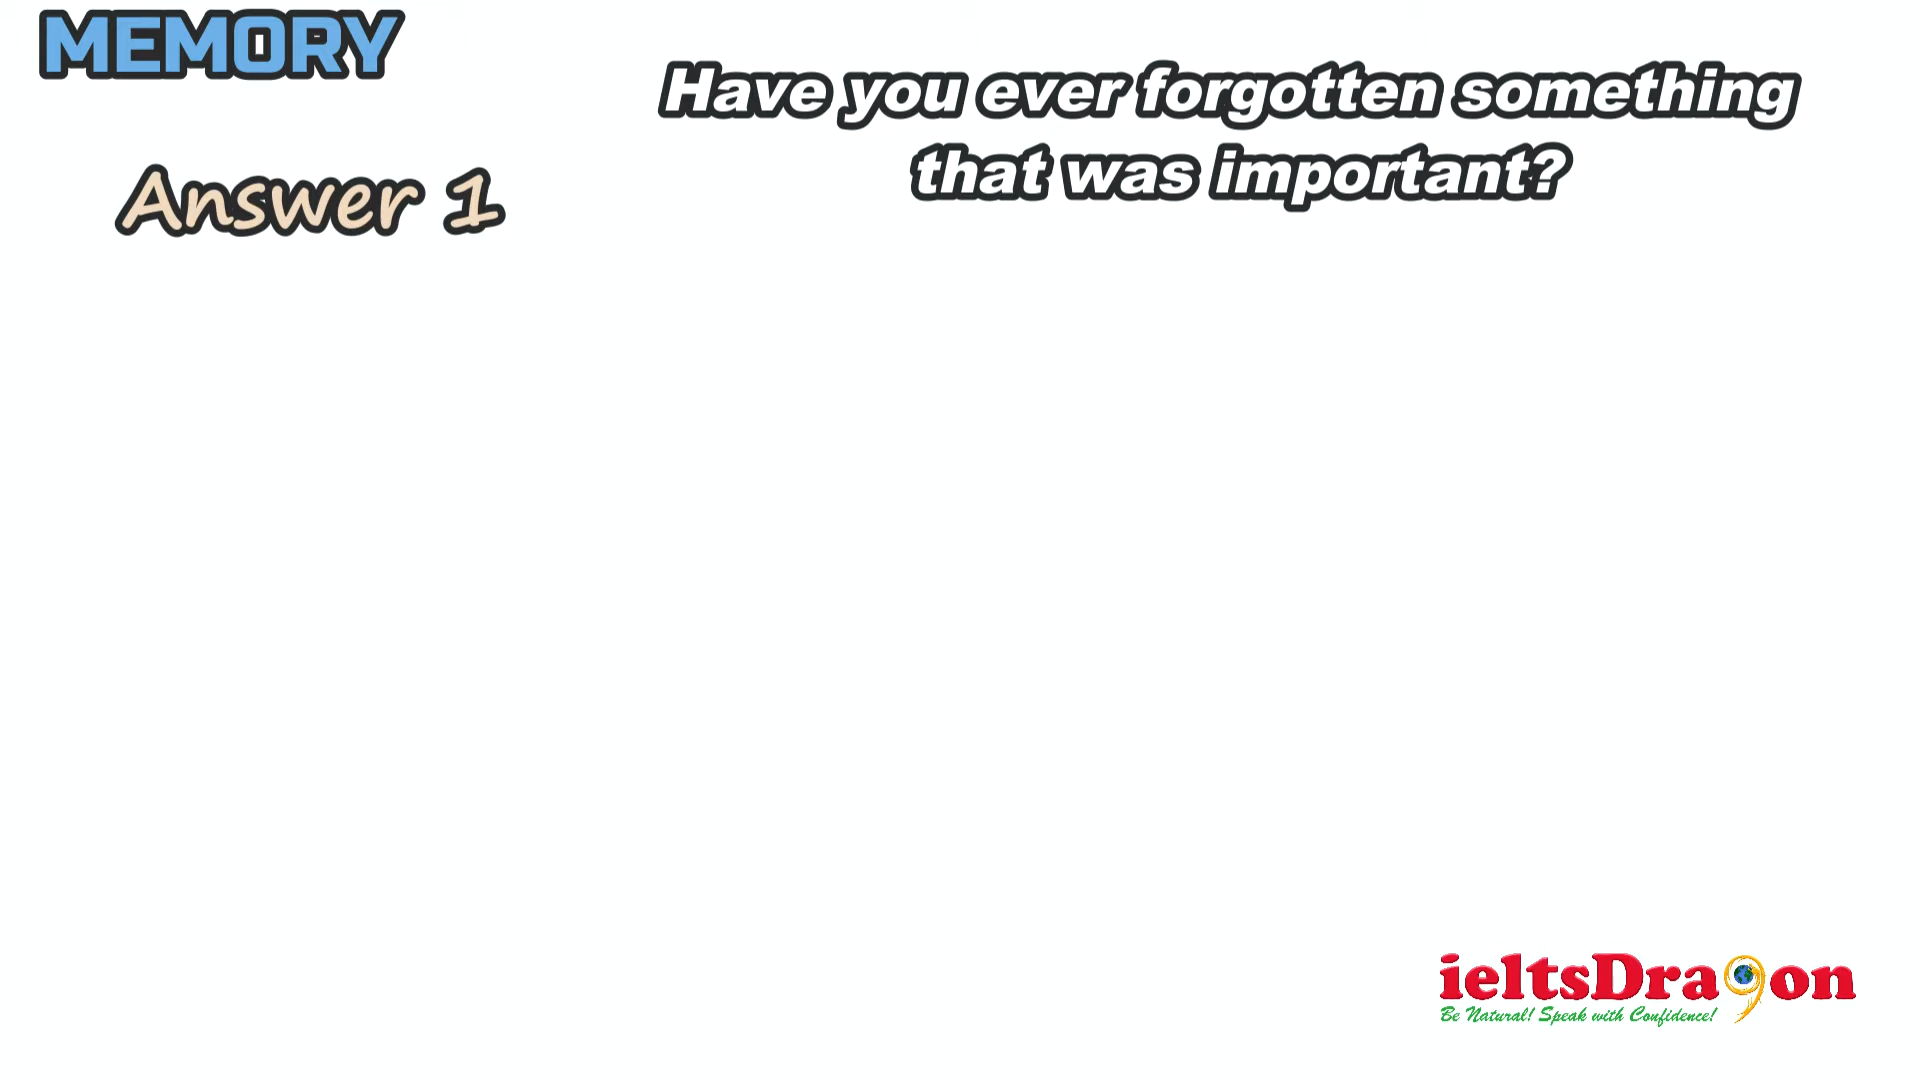 MEMORY
Have you ever forgotten something
that was important?
Answer 1
ieltsDra9on
Be Natural! Speak with Confidence!